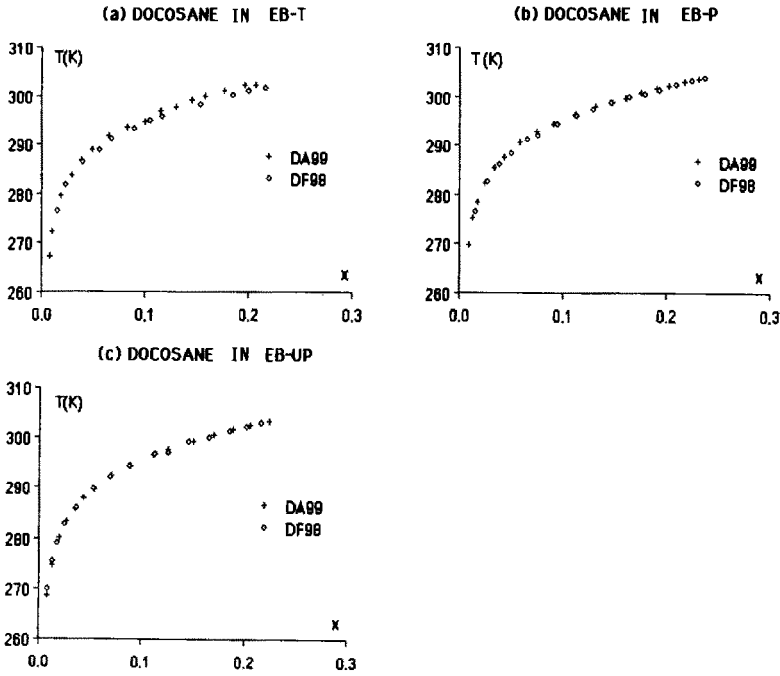 (a) DOCOSANE IN EB-T
T(K)
310
300
290
280
270
260
+ DA99
◇ DF98
X
0.0 0.1 0.2 0.3
(b) DOCOSANE IN EB-P
T(K)
310
300
290
280
270
260
+ DA99
◇ DF98
X
0.0 0.1 0.2 0.3
(c) DOCOSANE IN EB-UP
T(K)
310
300
290
280
270
260
+ DA99
◇ DF98
X
0.0 0.1 0.2 0.3